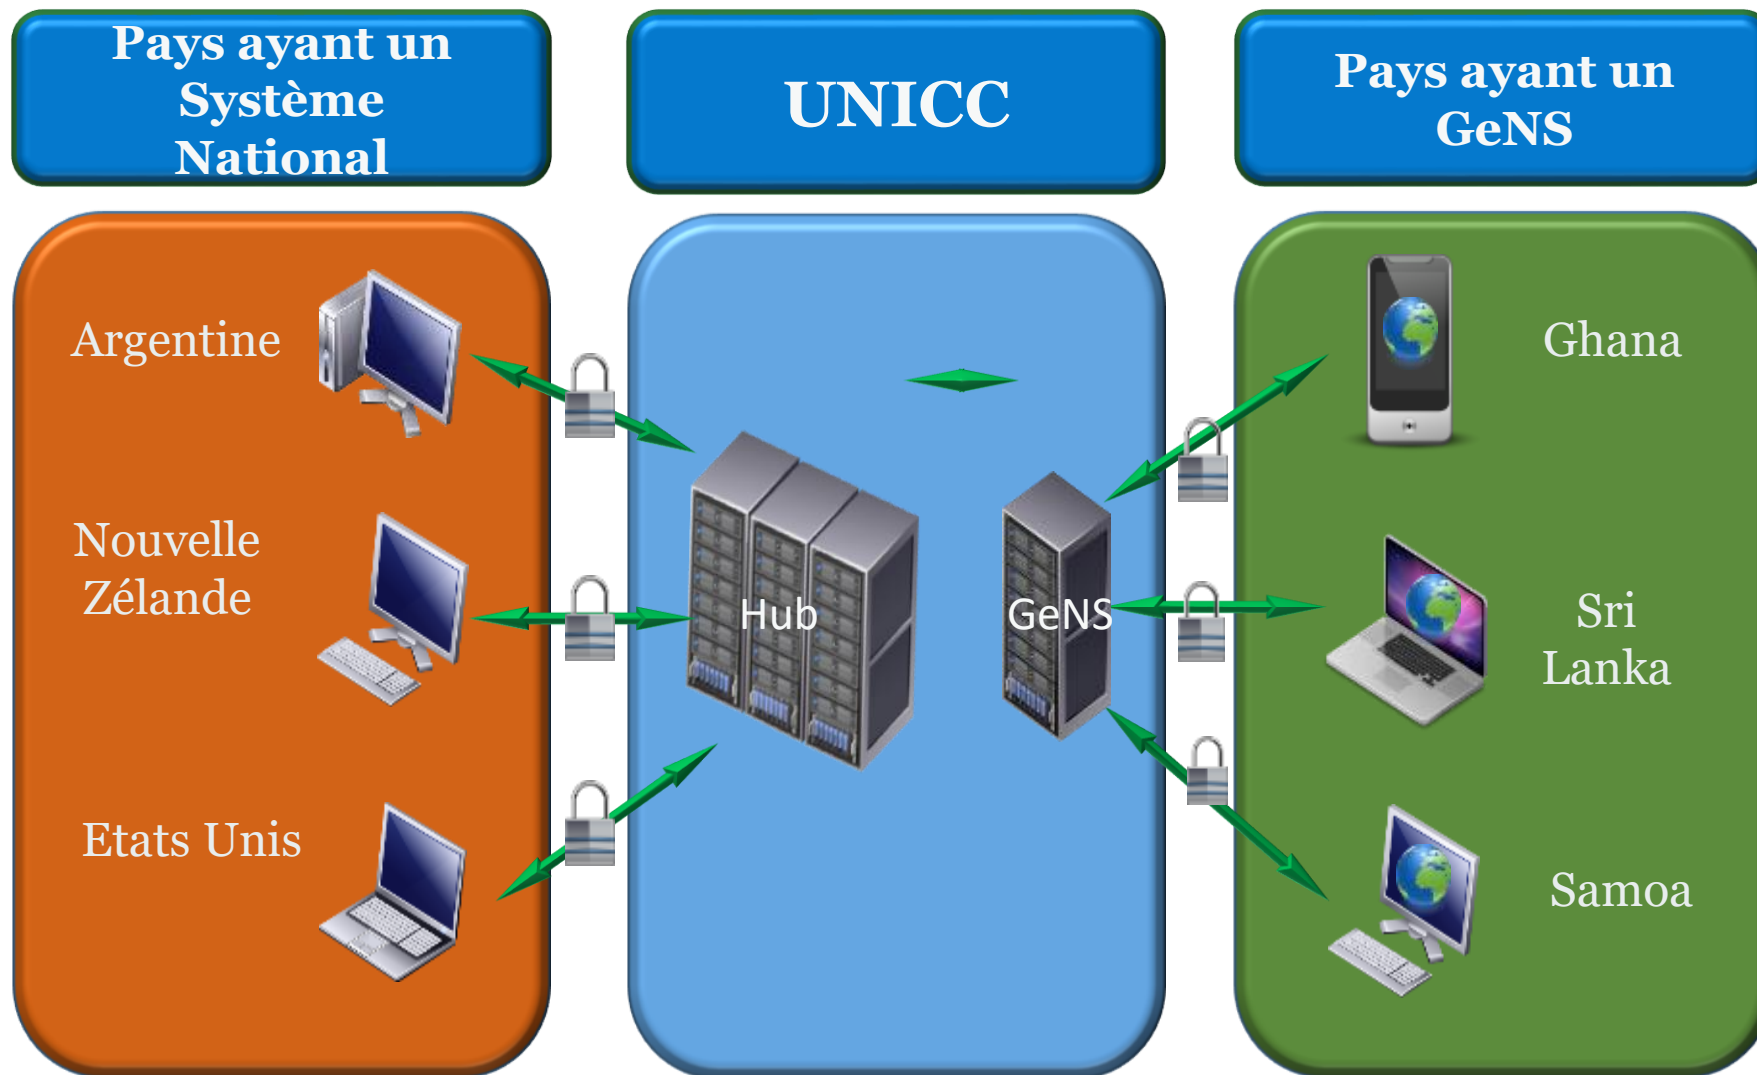 Pays ayant un
Système
National
UNICC
Pays ayant un
GeNS
Argentine
Nouvelle
Zélande
Etats Unis
Hub
GeNS
Ghana
Sri
Lanka
Samoa